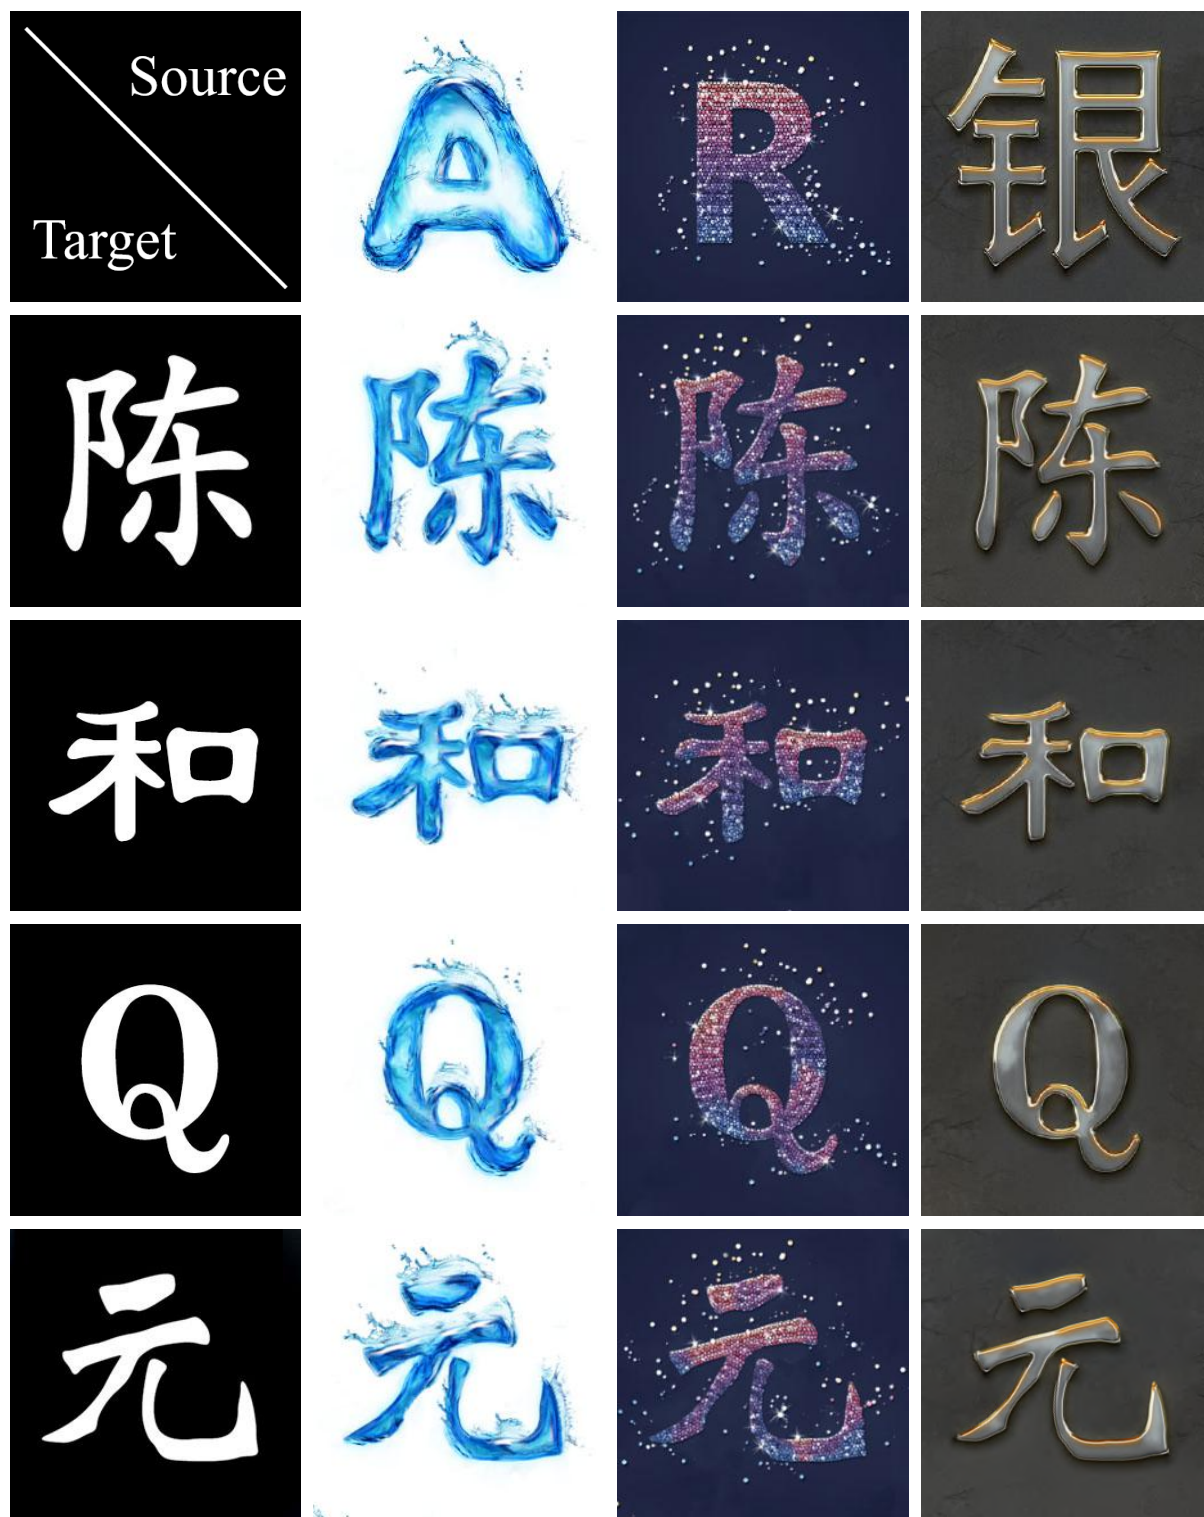 Source
Target
A R 银
陈 陈 陈 陈
和 和 和 和
Q Q Q Q
元 元 元 元